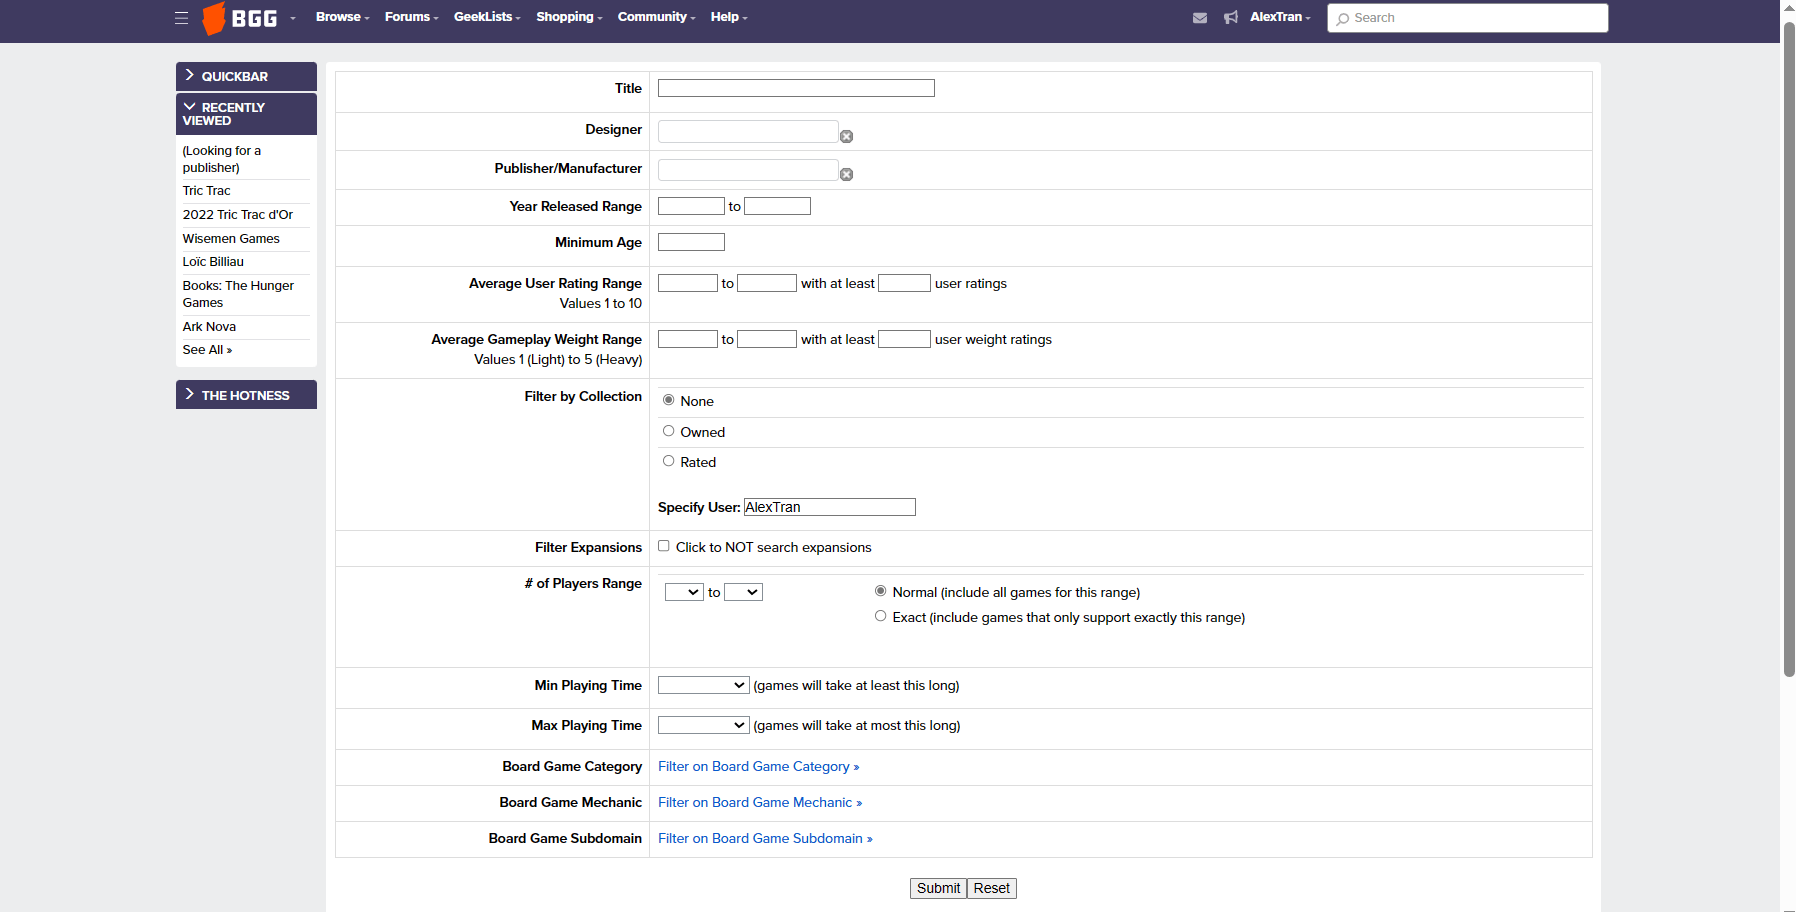 BGG Browse Forums GeekLists Shopping Community Help AlexTran Search
QUICKBAR
RECENTLY
VIEWED
(Looking for a
publisher)
Tric Trac
2022 Tric Trac d'Or
Wisemen Games
Loïc Billiau
Books: The Hunger
Games
Ark Nova
See All »
THE HOTNESS
Title
Designer
Publisher/Manufacturer
Year Released Range to
Minimum Age
Average User Rating Range to with at least user ratings
Values 1 to 10
Average Gameplay Weight Range to with at least user weight ratings
Values 1 (Light) to 5 (Heavy)
Filter by Collection None
Owned
Rated
Specify User: AlexTran
Filter Expansions Click to NOT search expansions
# of Players Range to Normal (include all games for this range)
Exact (include games that only support exactly this range)
Min Playing Time (games will take at least this long)
Max Playing Time (games will take at most this long)
Board Game Category Filter on Board Game Category »
Board Game Mechanic Filter on Board Game Mechanic »
Board Game Subdomain Filter on Board Game Subdomain »
Submit Reset